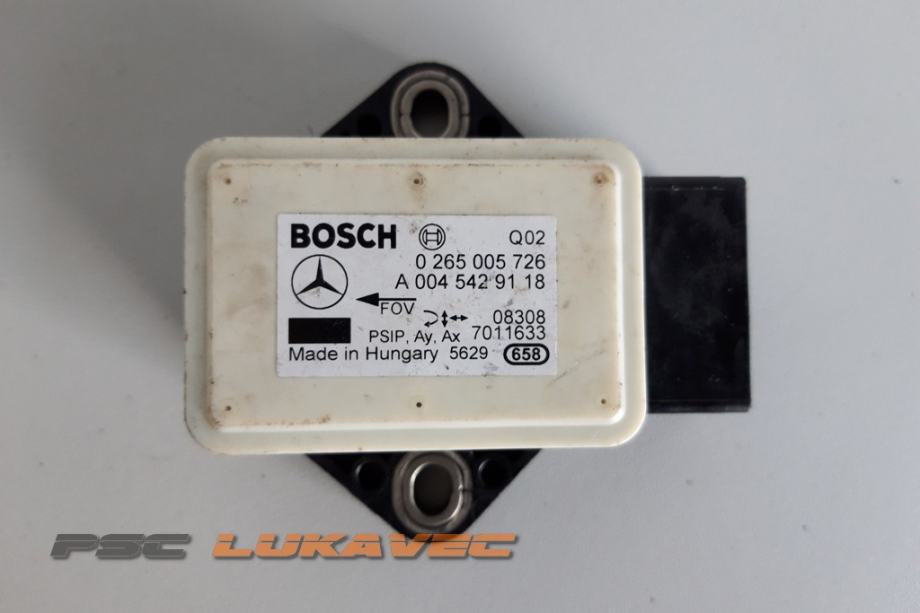 BOSCH Q02
0 265 005 726
A 004 542 91 18
FOV
08308
PSIP, Ay, Ax 7011633
Made in Hungary 5629 658
PSC LUKAVEC